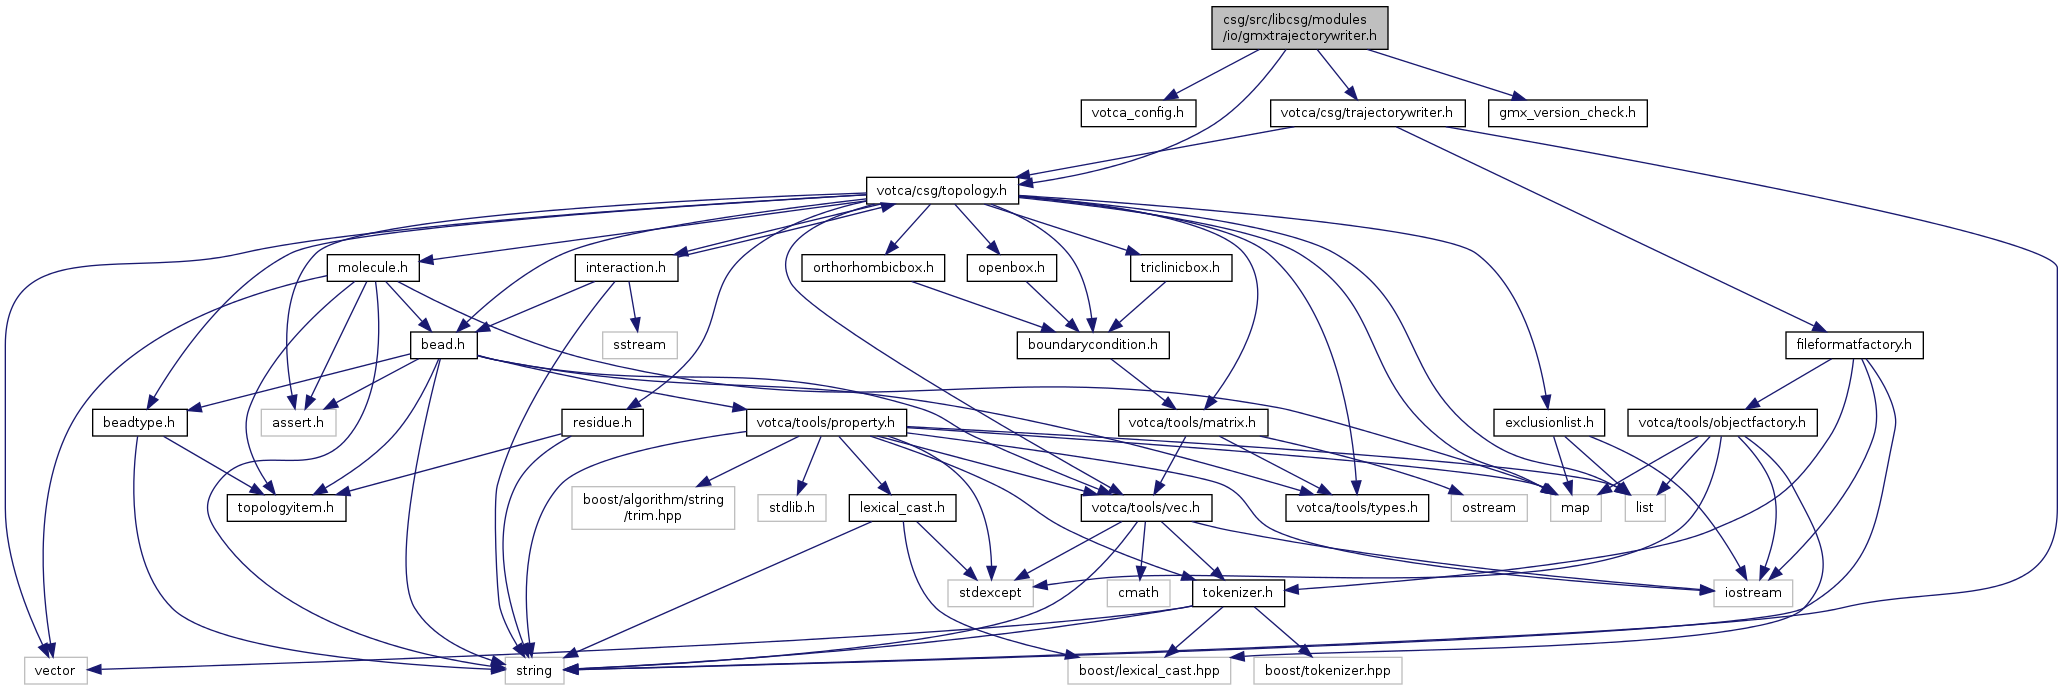 csg/src/libcsg/modules
/io/gmxtrajectorywriter.h
votca_config.h
votca/csg/trajectorywriter.h
gmx_version_check.h
votca/csg/topology.h
molecule.h
interaction.h
orthorhombicbox.h
openbox.h
triclinicbox.h
bead.h
sstream
boundarycondition.h
fileformatfactory.h
beadtype.h
assert.h
residue.h
votca/tools/property.h
votca/tools/matrix.h
exclusionlist.h
votca/tools/objectfactory.h
topologyitem.h
boost/algorithm/string
/trim.hpp
stdlib.h
lexical_cast.h
votca/tools/vec.h
votca/tools/types.h
ostream
map
list
stdexcept
cmath
tokenizer.h
iostream
vector
string
boost/lexical_cast.hpp
boost/tokenizer.hpp